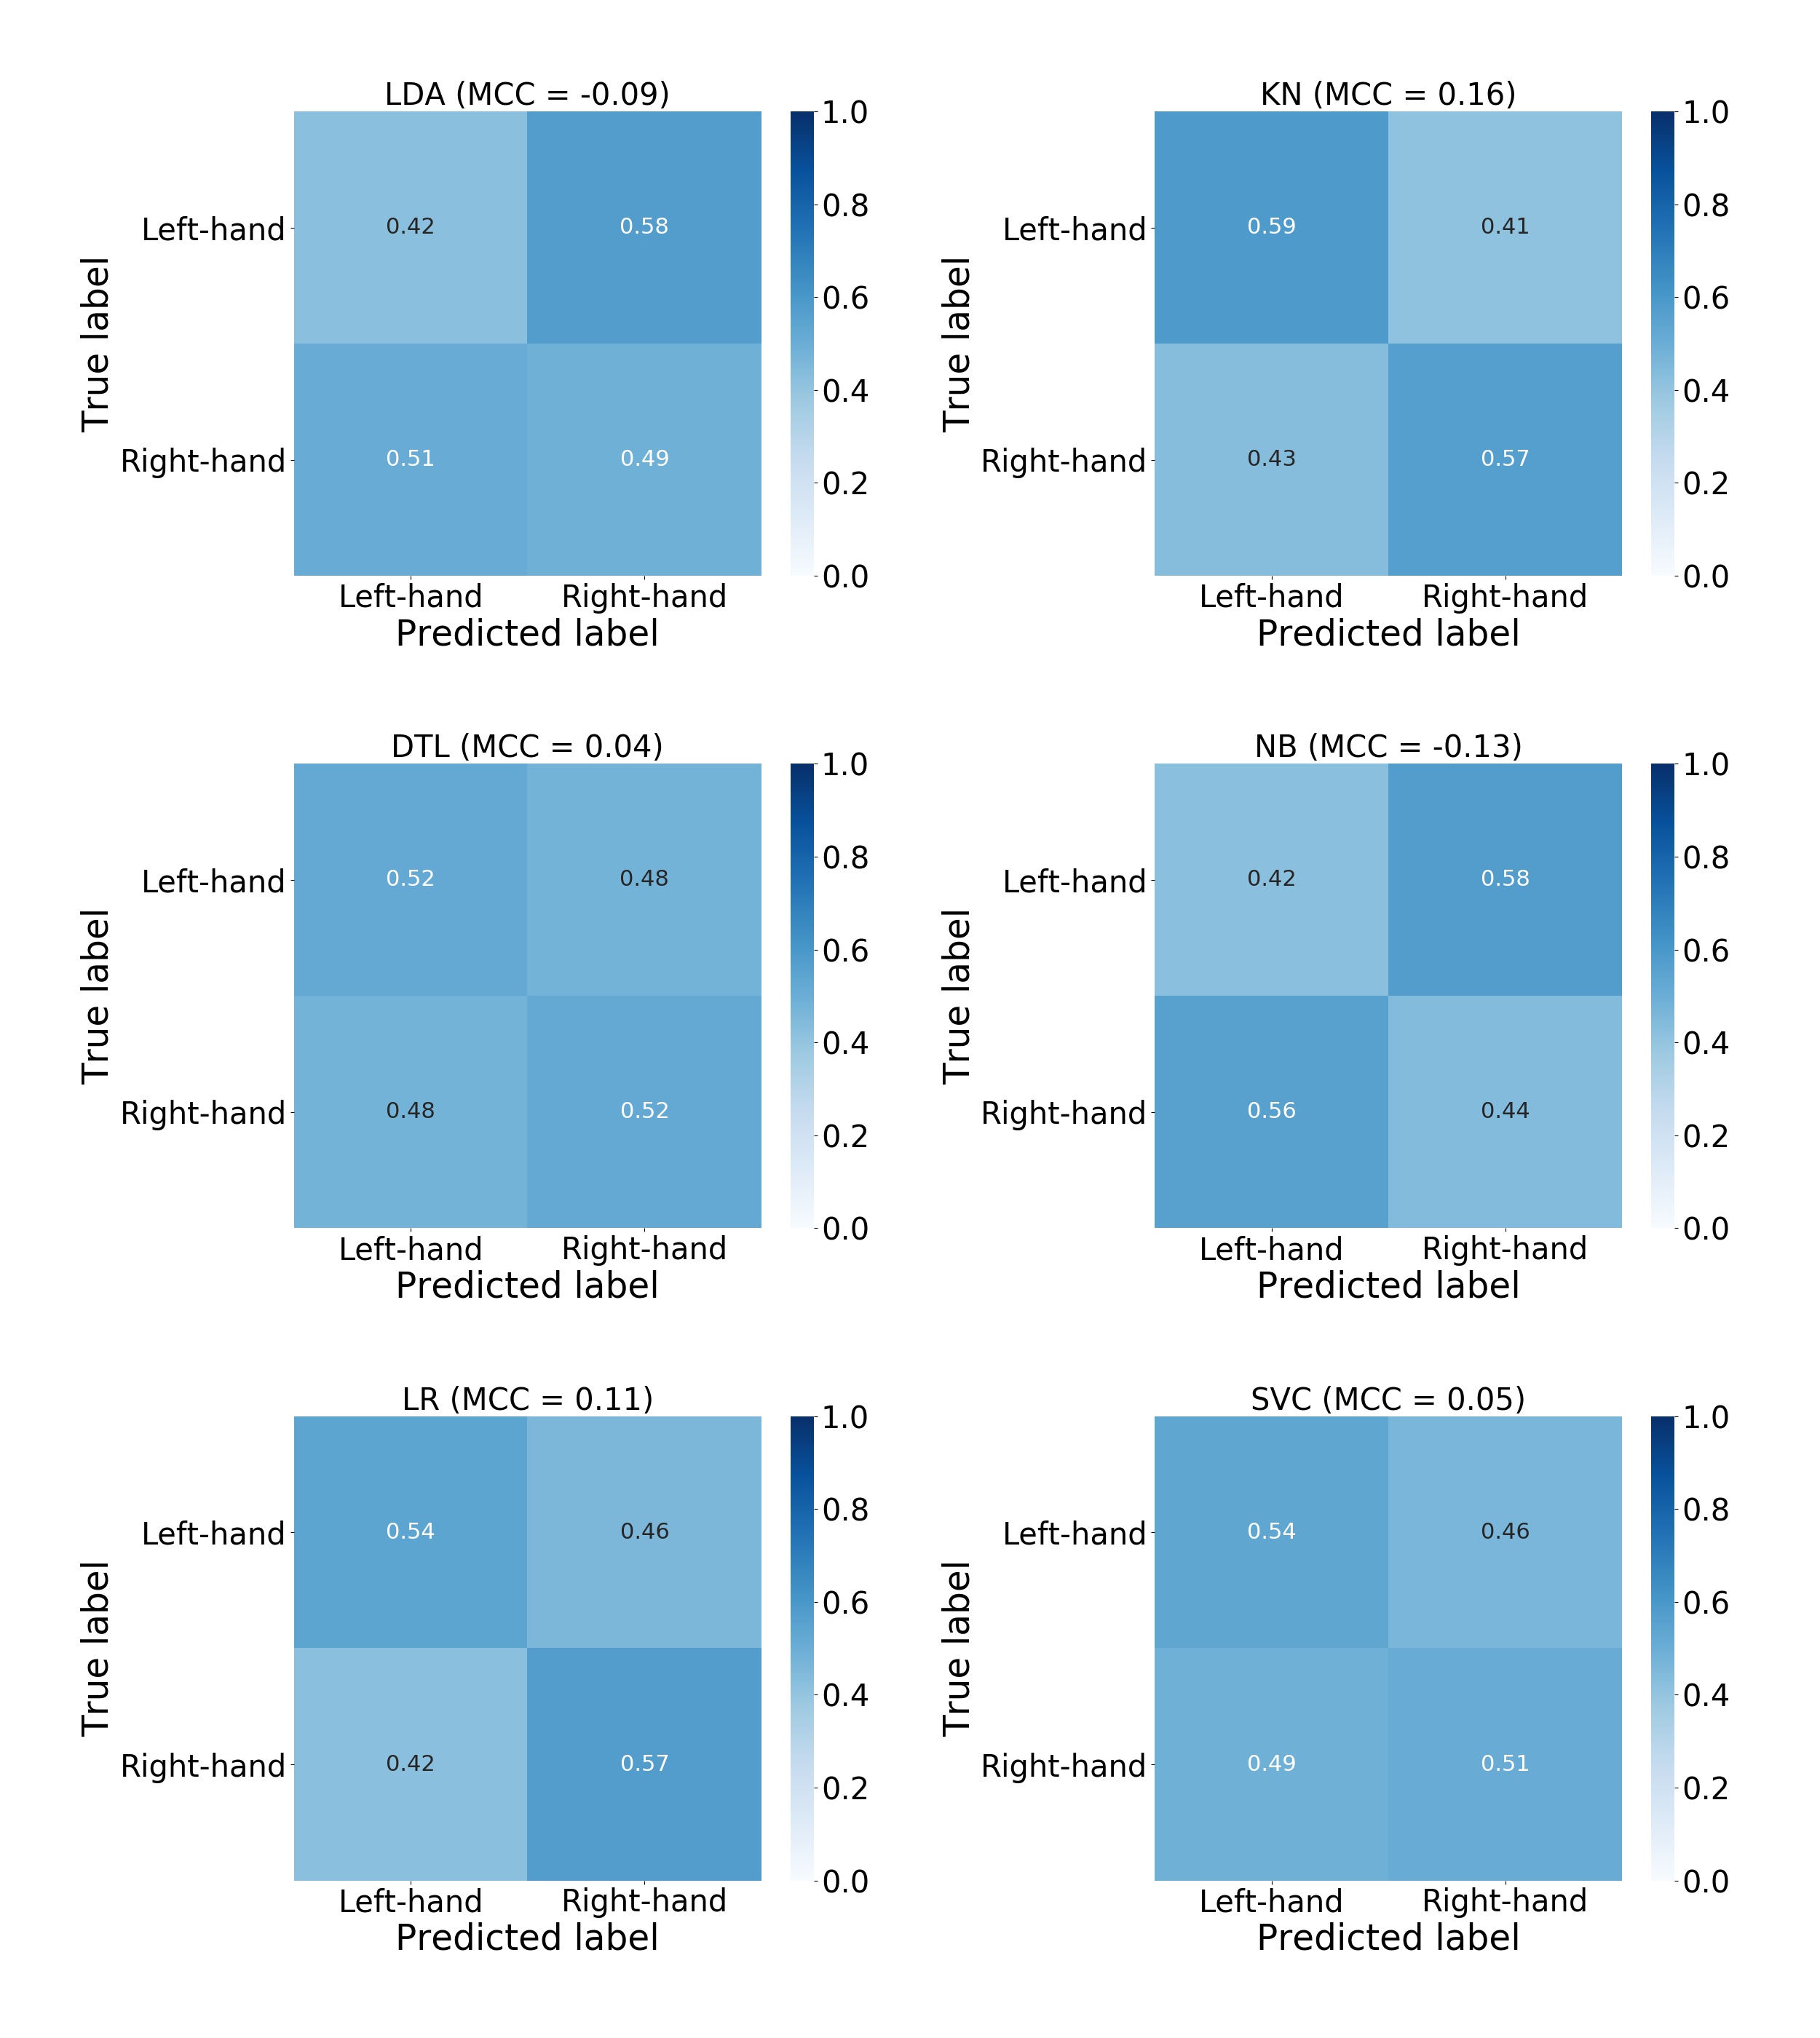 LDA (MCC = -0.09)
1.0
0.8
0.6
0.4
0.2
0.0
True label
Left-hand
0.42 0.58
Right-hand
0.51 0.49
Left-hand Right-hand
Predicted label
KN (MCC = 0.16)
1.0
0.8
0.6
0.4
0.2
0.0
True label
Left-hand
0.59 0.41
Right-hand
0.43 0.57
Left-hand Right-hand
Predicted label
DTL (MCC = 0.04)
1.0
0.8
0.6
0.4
0.2
0.0
True label
Left-hand
0.52 0.48
Right-hand
0.48 0.52
Left-hand Right-hand
Predicted label
NB (MCC = -0.13)
1.0
0.8
0.6
0.4
0.2
0.0
True label
Left-hand
0.42 0.58
Right-hand
0.56 0.44
Left-hand Right-hand
Predicted label
LR (MCC = 0.11)
1.0
0.8
0.6
0.4
0.2
0.0
True label
Left-hand
0.54 0.46
Right-hand
0.42 0.57
Left-hand Right-hand
Predicted label
SVC (MCC = 0.05)
1.0
0.8
0.6
0.4
0.2
0.0
True label
Left-hand
0.54 0.46
Right-hand
0.49 0.51
Left-hand Right-hand
Predicted label